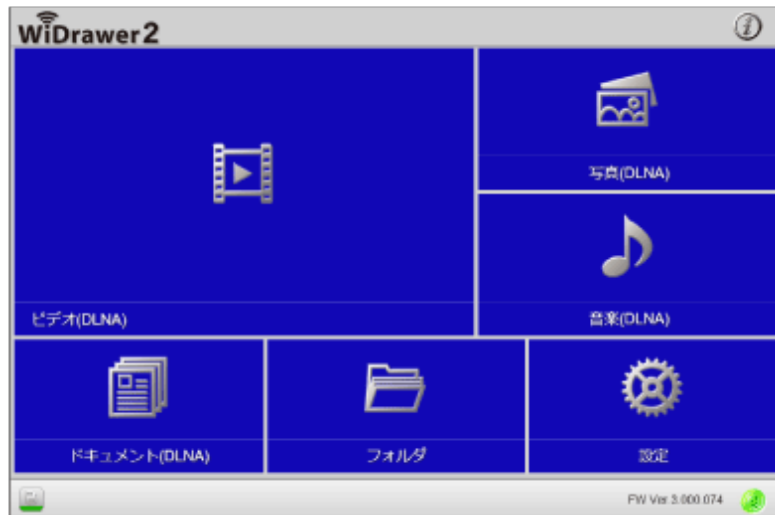 WiDrawer2
写真(DLNA)
ビデオ(DLNA)
音楽(DLNA)
ドキュメント(DLNA)
フォルダ
設定
FW Ver 3.000.074